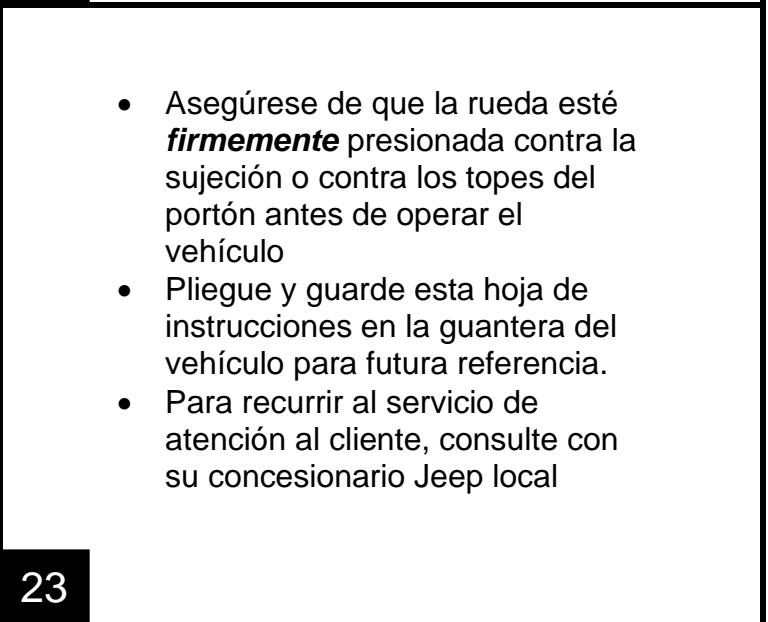 • Asegúrese de que la rueda esté
firmemente presionada contra la
sujeción o contra los topes del
portón antes de operar el
vehículo
• Pliegue y guarde esta hoja de
instrucciones en la guantera del
vehículo para futura referencia.
• Para recurrir al servicio de
atención al cliente, consulte con
su concesionario Jeep local
23